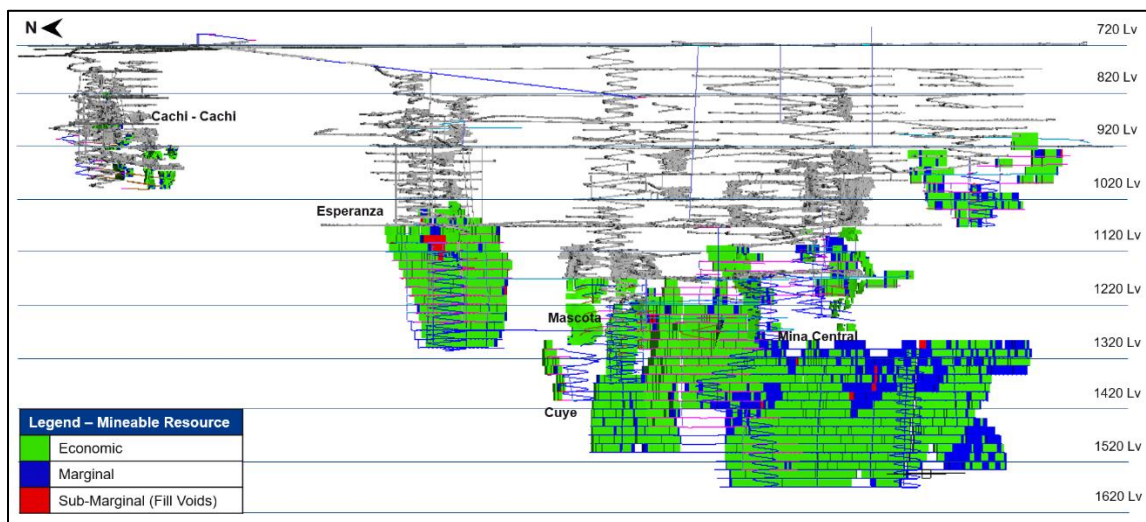 N
720 Lv
820 Lv
Cachi - Cachi
920 Lv
1020 Lv
Esperanza
1120 Lv
1220 Lv
Mascota
Mina Central
1320 Lv
1420 Lv
Cuye
Legend – Mineable Resource
Economic
Marginal
1520 Lv
Sub-Marginal (Fill Voids)
1620 Lv